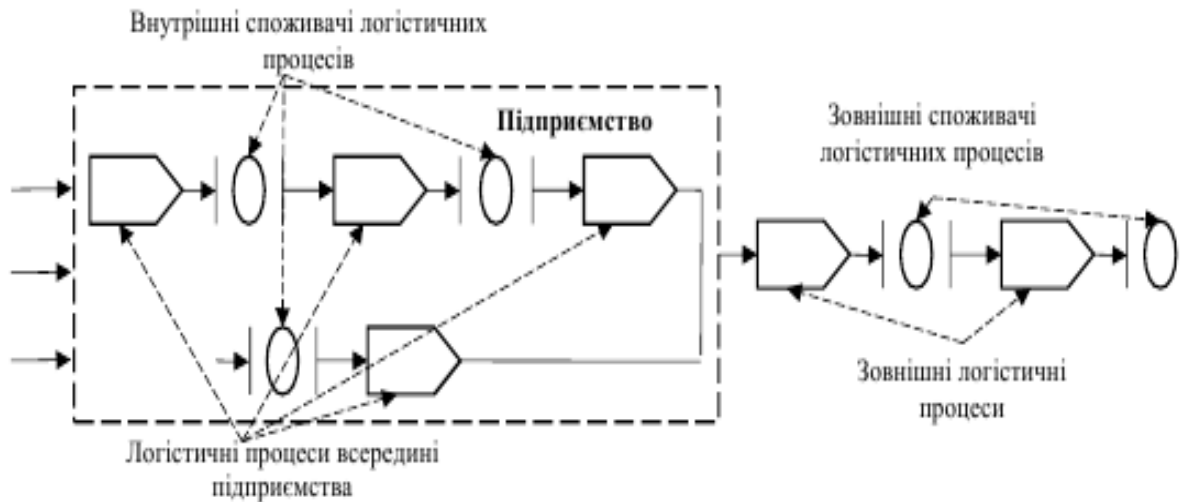 Внутрішні споживачі логістичних
процесів
Підприємство
Зовнішні споживачі
логістичних процесів
Зовнішні логістичні
процеси
Логістичні процеси всередині
підприємства